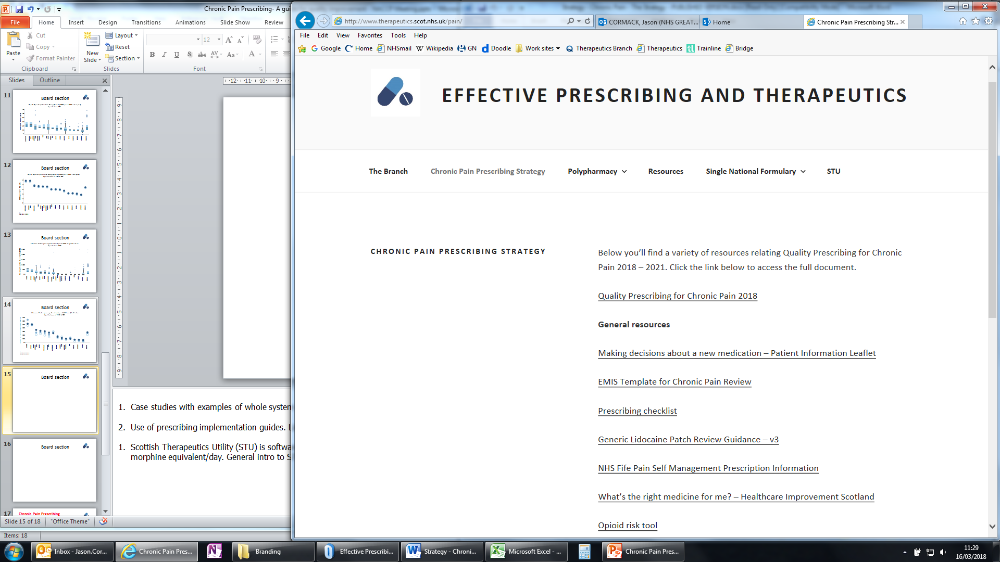 Chronic Pain Prescribing- A gui
File
Home
Insert
Design
Transitions
Animations
Slide Show
Review
Paste
Cut
Copy
Format Painter
Clipboard
New
Slide
Layout
Reset
Section
Slides
12
Font
Slides
Outline
11
Board section
12
Board section
13
Board section
14
Board section
15
Board section
16
Board section
17
Chronic Pain Prescribing
1. Case studies with examples of whole system
2. Use of prescribing implementation guides.
1. Scottish Therapeutics Utility (STU) is softwa
morphine equivalent/day. General intro to S
Slide 15 of 18
"Office Theme"
Items: 18
http://www.therapeutics.scot.nhs.uk/pain/
CORMACK, Jason (NHS GREAT...
Home
Chronic Pain Prescribing Str...
File
Edit
View
Favorites
Tools
Help
Google
Home
NHSmail
Wikipedia
GN
Doodle
Work sites
Therapeutics Branch
Therapeutics
Trainline
Bridge
EFFECTIVE PRESCRIBING AND THERAPEUTICS
The Branch
Chronic Pain Prescribing Strategy
Polypharmacy
Resources
Single National Formulary
STU
CHRONIC PAIN PRESCRIBING STRATEGY
Below you’ll find a variety of resources relating Quality Prescribing for Chronic
Pain 2018 – 2021. Click the link below to access the full document.
Quality Prescribing for Chronic Pain 2018
General resources
Making decisions about a new medication – Patient Information Leaflet
EMIS Template for Chronic Pain Review
Prescribing checklist
Generic Lidocaine Patch Review Guidance – v3
NHS Fife Pain Self Management Prescription Information
What’s the right medicine for me? – Healthcare Improvement Scotland
Opioid risk tool
Inbox - Jason.Cor...
Chronic Pain Pres...
Branding
Effective Prescribi...
Strategy - Chroni...
Microsoft Excel - ...
Chronic Pain Pres...
11:29
16/03/2018